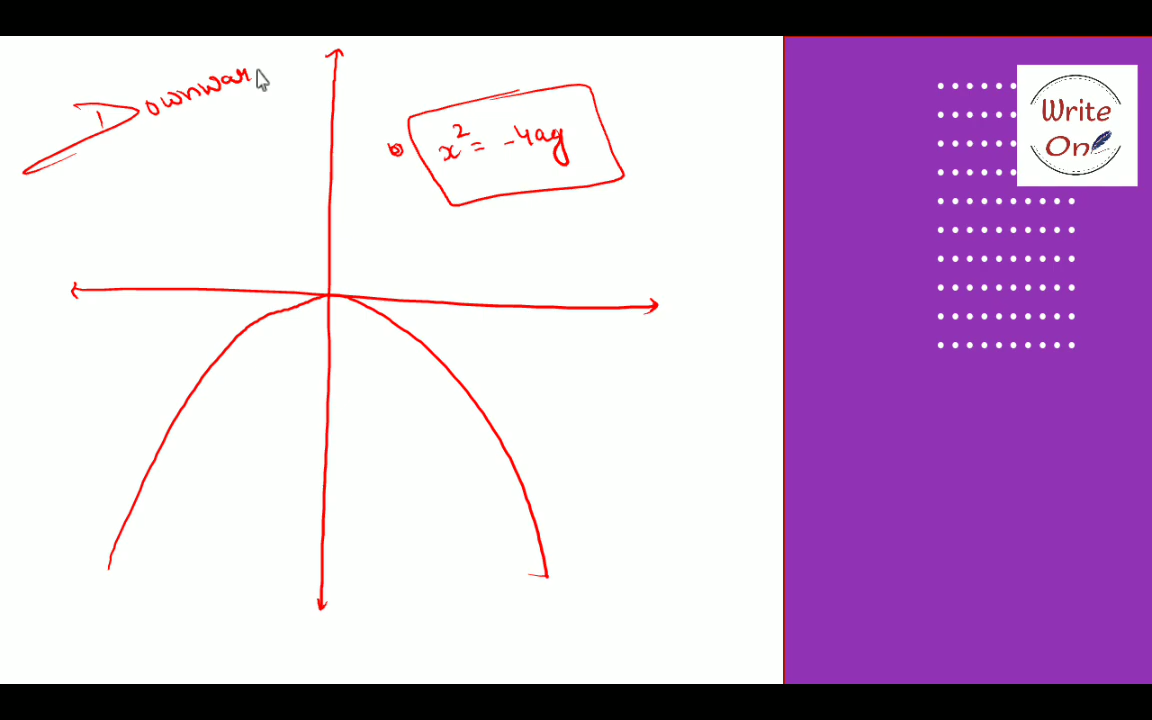 Downwar
x² = -4ay
Write
On